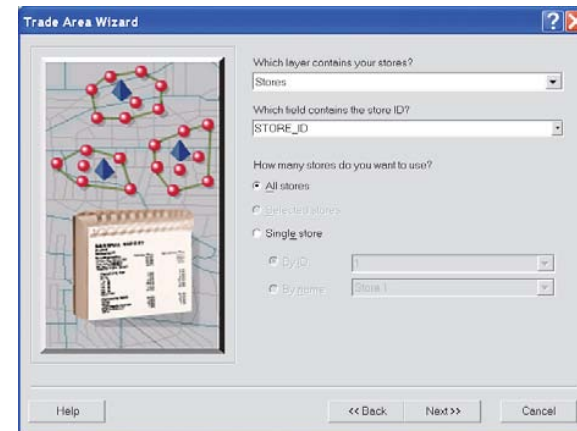 Trade Area Wizard
Which layer contains your stores?
Stores
Which field contains the store ID?
STORE_ID
How many stores do you want to use?
All stores
Selected stores
Single store
By ID
1
By name
Store 1
Help
<< Back
Next >>
Cancel